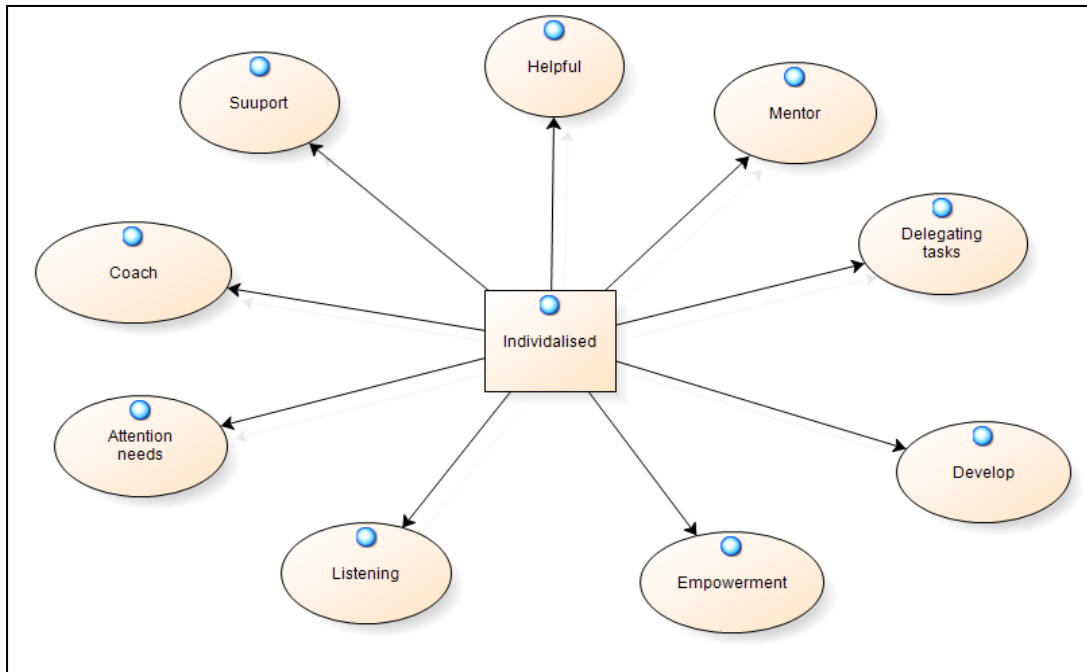 Helpful
Suuport
Mentor
Delegating
tasks
Coach
Individalised
Attention
needs
Develop
Listening
Empowerment